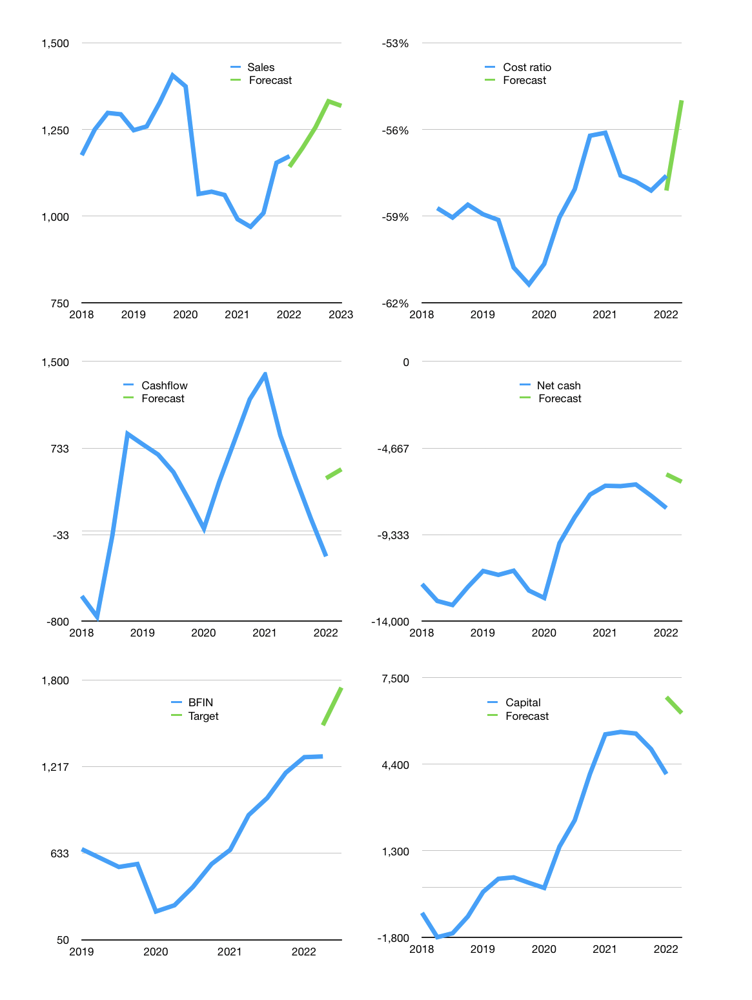 1,500
Sales
Forecast
1,250
1,000
750
2018 2019 2020 2021 2022 2023
-53%
Cost ratio
Forecast
-56%
-59%
-62%
2018 2019 2020 2021 2022
1,500
Cashflow
Forecast
733
-33
-800
2018 2019 2020 2021 2022
0
Net cash
Forecast
-4,667
-9,333
-14,000
2018 2019 2020 2021 2022
1,800
BFIN
Target
1,217
633
50
2019 2020 2021 2022
7,500
Capital
Forecast
4,400
1,300
-1,800
2018 2019 2020 2021 2022